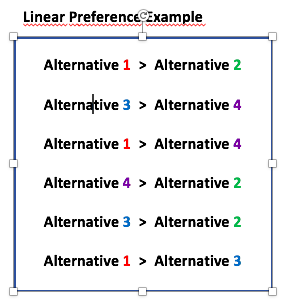 Linear Preference Example
Alternative 1 > Alternative 2
Alternative 3 > Alternative 4
Alternative 1 > Alternative 4
Alternative 4 > Alternative 2
Alternative 3 > Alternative 2
Alternative 1 > Alternative 3